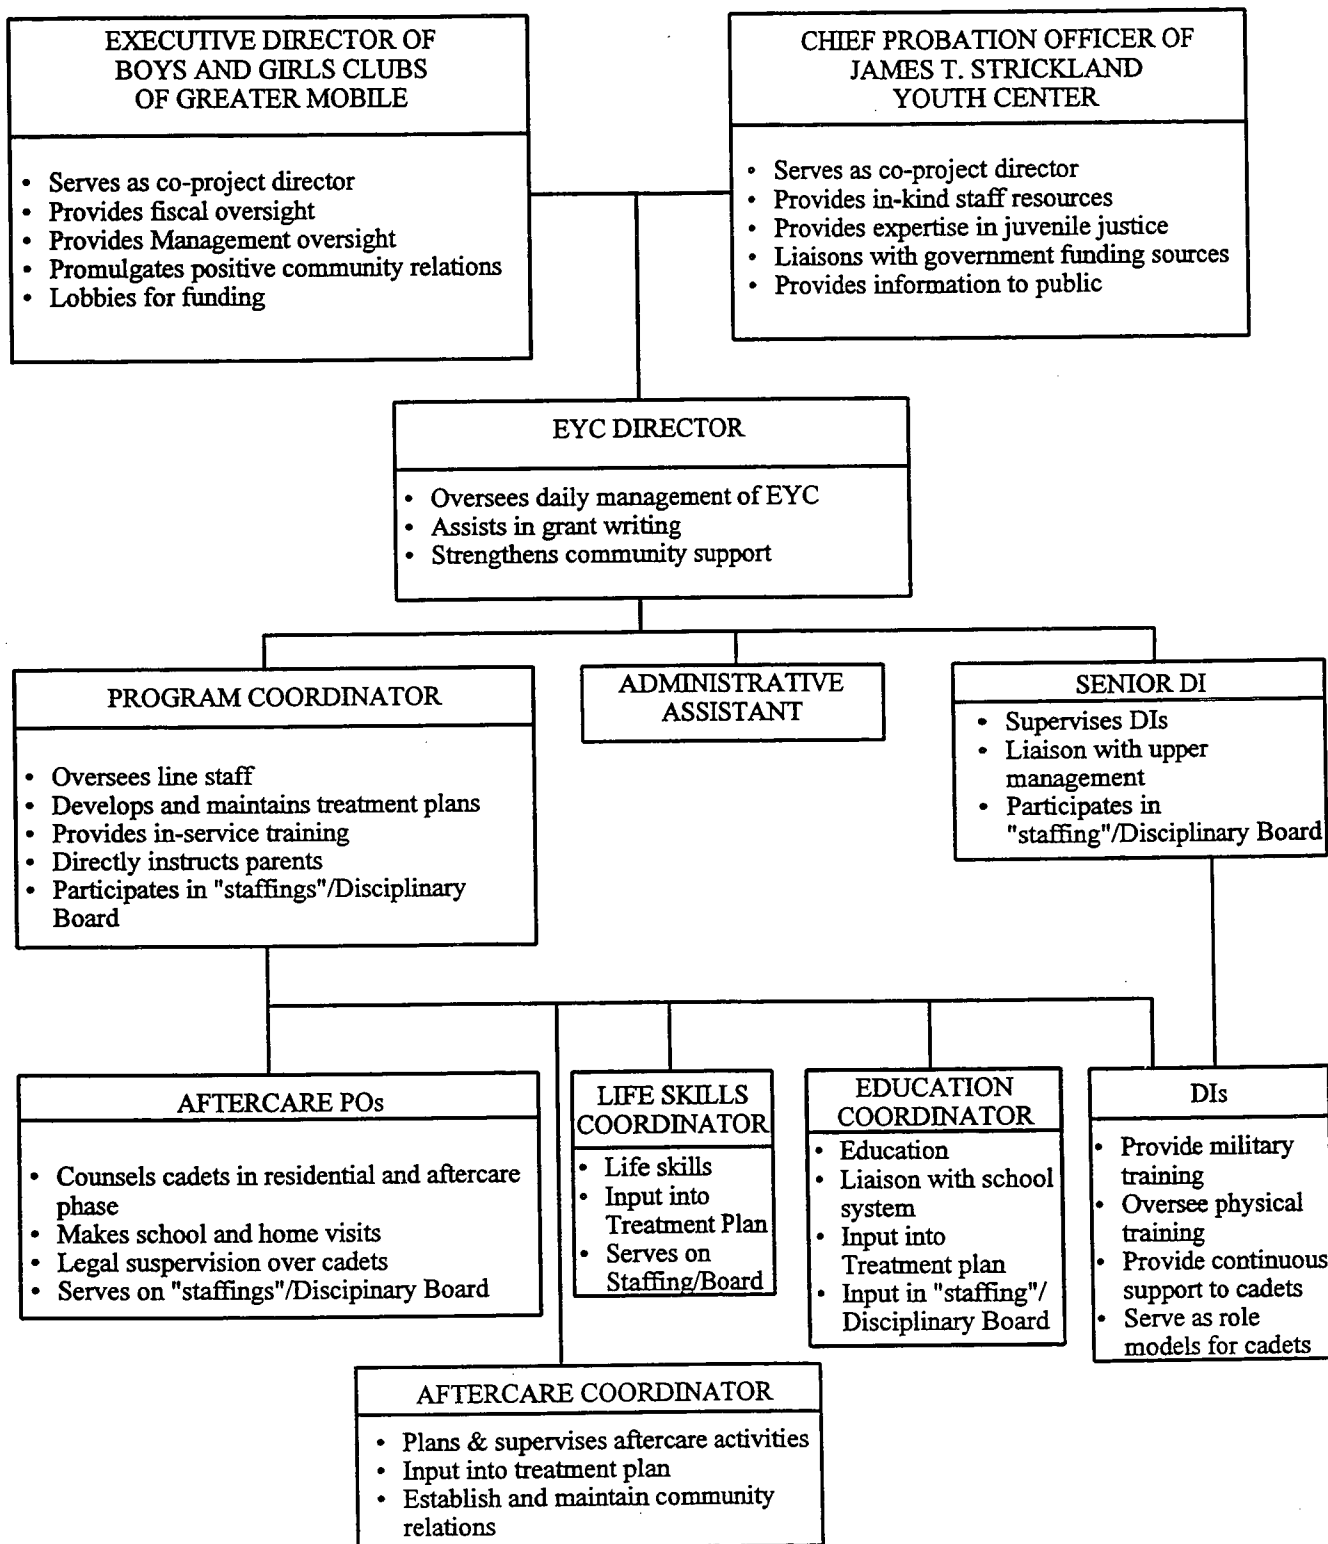 EXECUTIVE DIRECTOR OF
BOYS AND GIRLS CLUBS
OF GREATER MOBILE
• Serves as co-project director
• Provides fiscal oversight
• Provides Management oversight
• Promulgates positive community relations
• Lobbies for funding
CHIEF PROBATION OFFICER OF
JAMES T. STRICKLAND
YOUTH CENTER
• Serves as co-project director
• Provides in-kind staff resources
• Provides expertise in juvenile justice
• Liaisons with government funding sources
• Provides information to public
EYC DIRECTOR
• Oversees daily management of EYC
• Assists in grant writing
• Strengthens community support
PROGRAM COORDINATOR
• Oversees line staff
• Develops and maintains treatment plans
• Provides in-service training
• Directly instructs parents
• Participates in "staffings"/Disciplinary
Board
ADMINISTRATIVE
ASSISTANT
SENIOR DI
• Supervises DIs
• Liaison with upper
management
• Participates in
"staffing"/Disciplinary Board
AFTERCARE POs
• Counsels cadets in residential and aftercare
phase
• Makes school and home visits
• Legal suspervision over cadets
• Serves on "staffings"/Discipinary Board
LIFE SKILLS
COORDINATOR
• Life skills
• Input into
Treatment Plan
• Serves on
Staffing/Board
EDUCATION
COORDINATOR
• Education
• Liaison with school
system
• Input into
Treatment plan
• Input in "staffing"/
Disciplinary Board
DIs
• Provide military
training
• Oversee physical
training
• Provide continuous
support to cadets
• Serve as role
models for cadets
AFTERCARE COORDINATOR
• Plans & supervises aftercare activities
• Input into treatment plan
• Establish and maintain community
relations